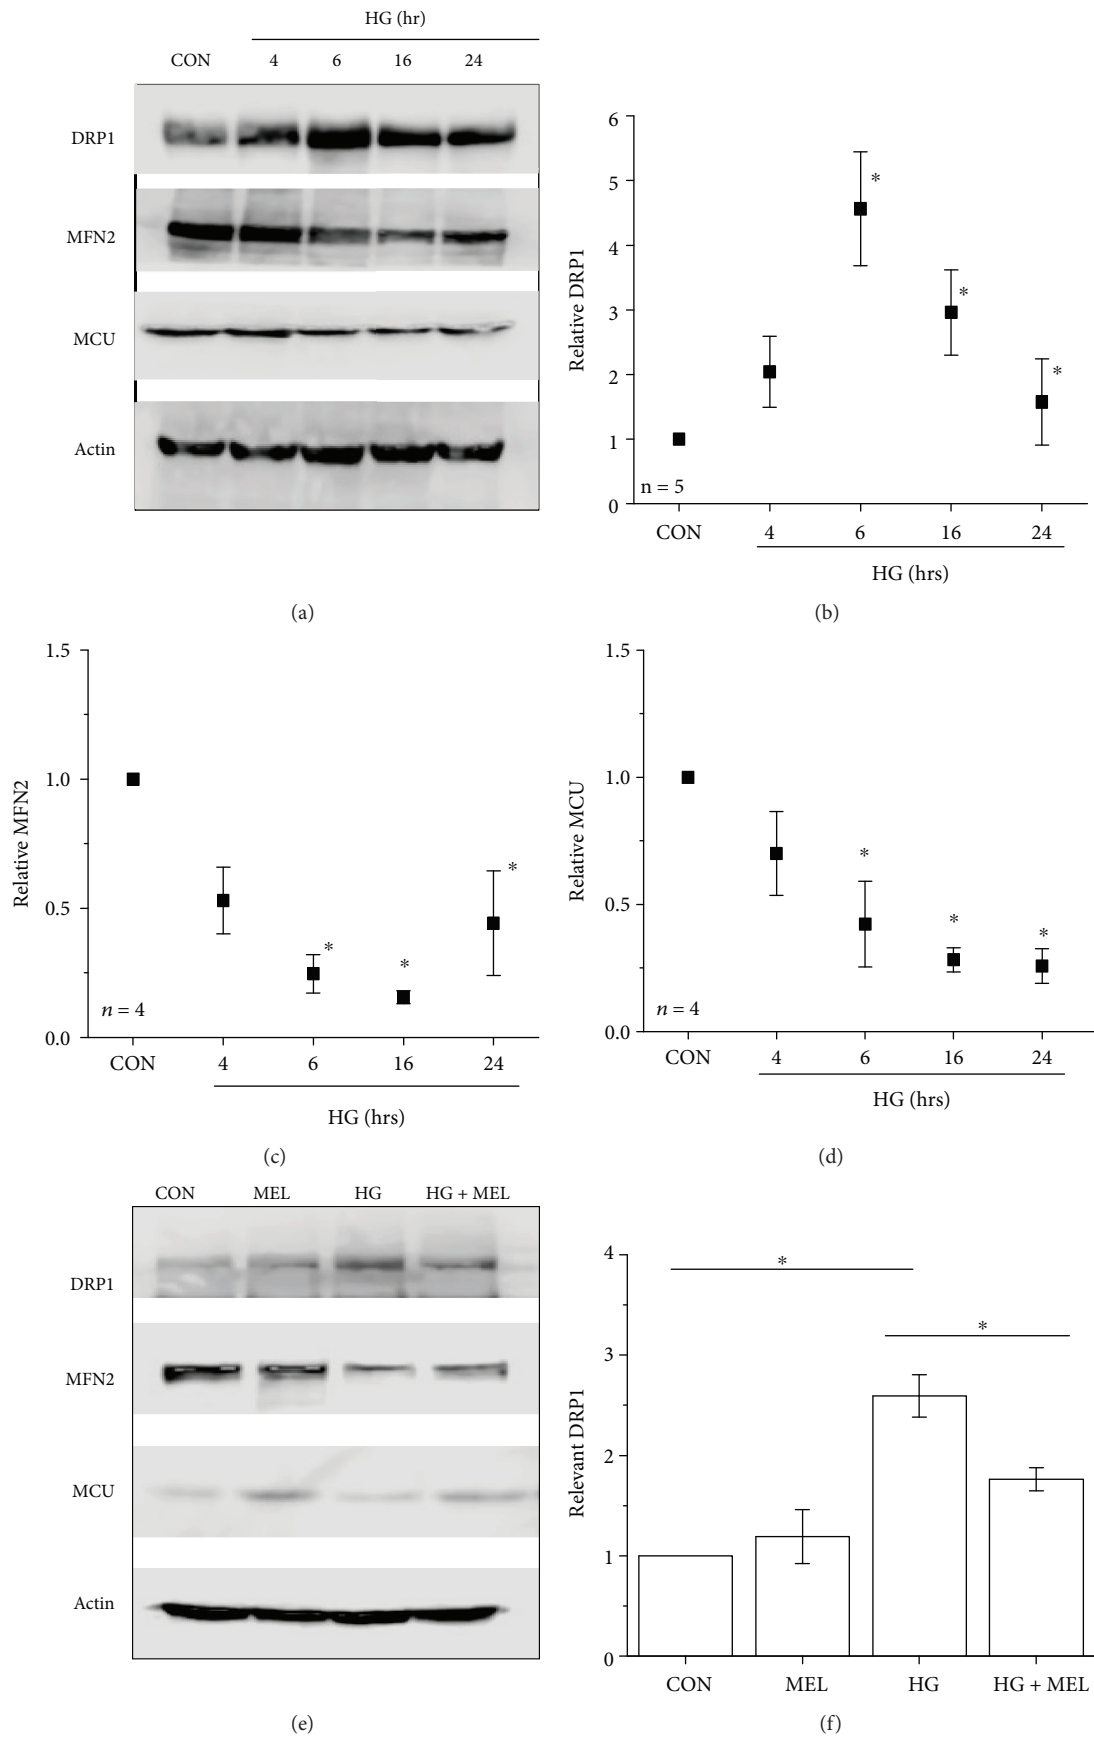 HG (hr)
CON 4 6 16 24
DRP1
MFN2
MCU
Actin
(a)
6
5
4
3
2
1
0
Relative DRP1
*
*
*
n = 5
CON 4 6 16 24
HG (hrs)
(b)
1.5
1.0
0.5
0.0
Relative MFN2
*
*
*
n = 4
CON 4 6 16 24
HG (hrs)
(c)
1.5
1.0
0.5
0.0
Relative MCU
*
*
*
n = 4
CON 4 6 16 24
HG (hrs)
(d)
CON MEL HG HG + MEL
DRP1
MFN2
MCU
Actin
(e)
4
3
2
1
0
Relevant DRP1
*
*
CON MEL HG HG + MEL
(f)